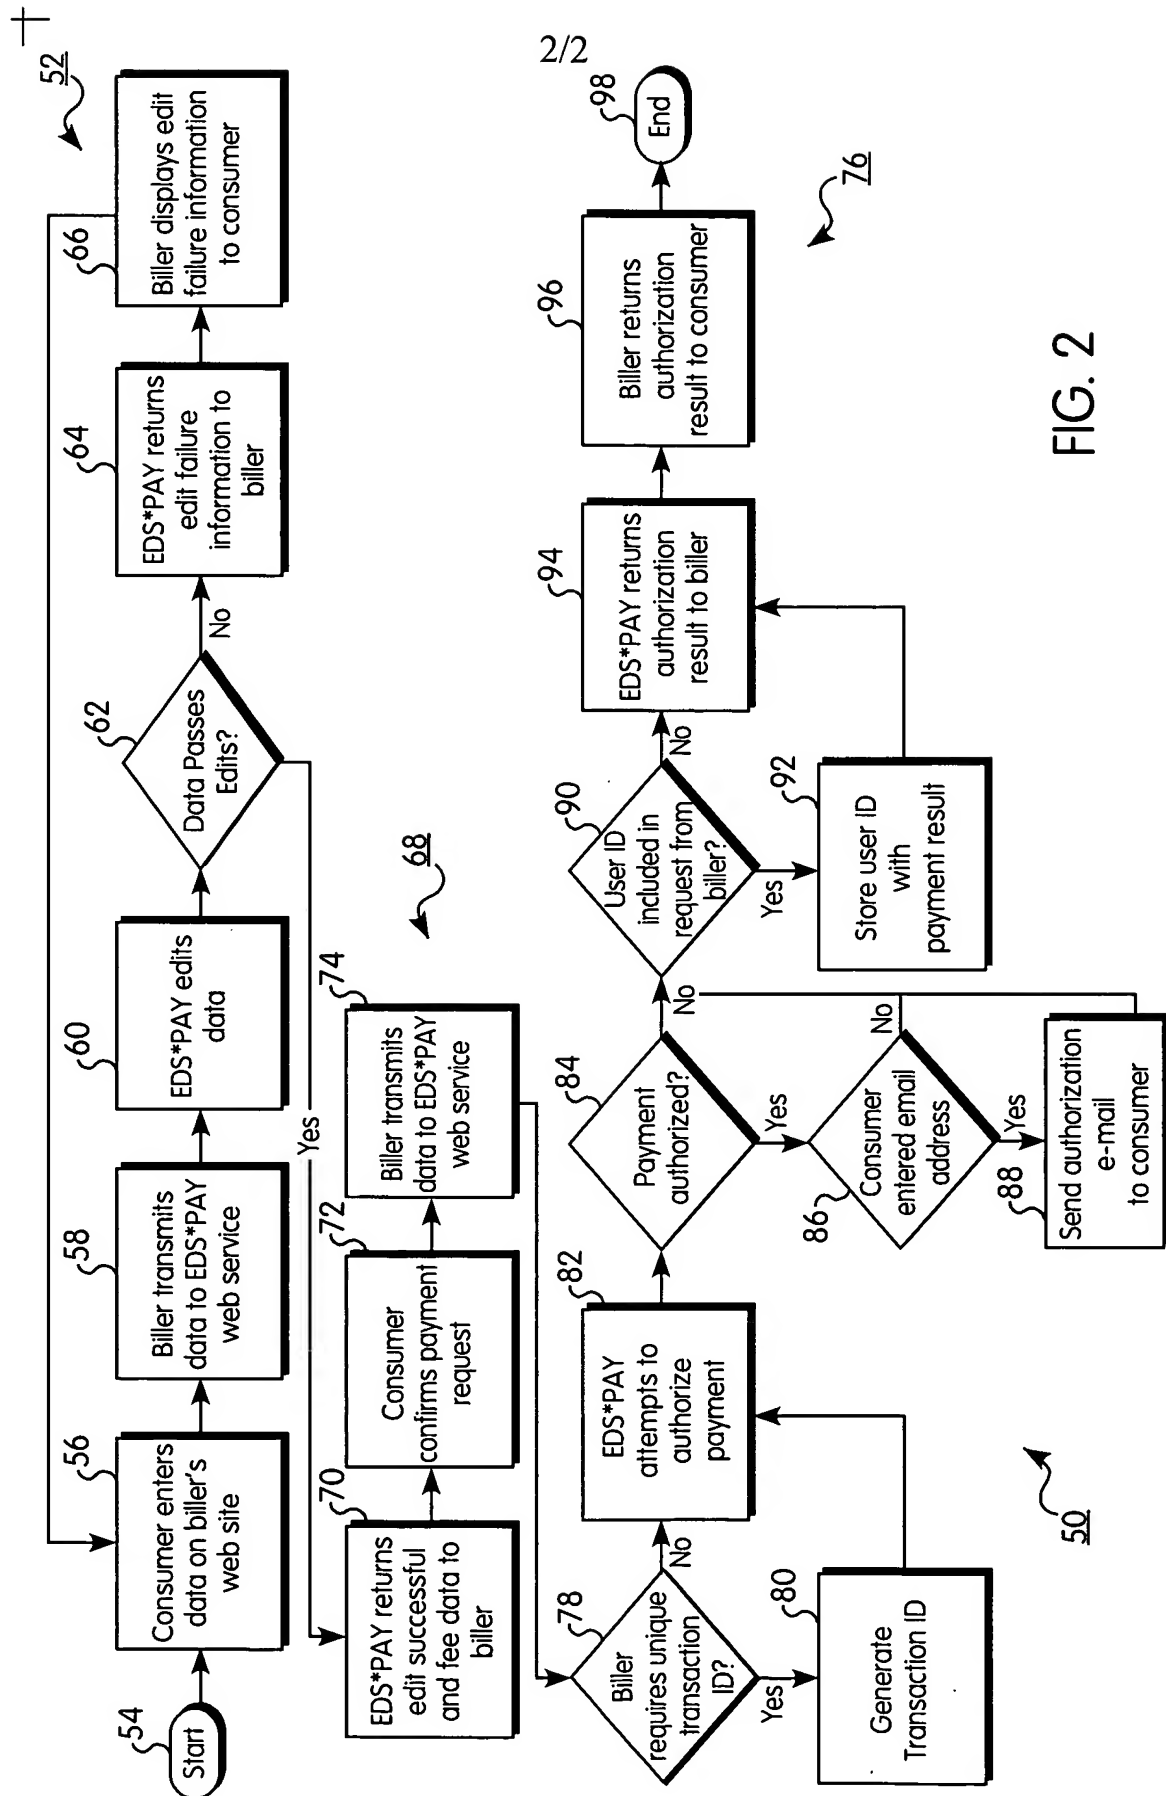 2/2
52
54
Start
56
Consumer enters
data on biller's
web site
58
Biller transmits
data to EDS*PAY
web service
60
EDS*PAY edits
data
62
Data Passes
Edits?
No
Yes
64
EDS*PAY returns
edit failure
information to
biller
66
Biller displays edit
failure information
to consumer
68
70
EDS*PAY returns
edit successful
and fee data to
biller
72
Consumer
confirms payment
request
74
Biller transmits
data to EDS*PAY
web service
76
78
Biller
requires unique
transaction
ID?
No
Yes
80
Generate
Transaction ID
82
EDS*PAY
attempts to
authorize
payment
84
Payment
authorized?
No
Yes
86
Consumer
entered email
address
No
Yes
88
Send authorization
e-mail
to consumer
90
User ID
included in
request from
biller?
No
Yes
92
Store user ID
with
payment result
94
EDS*PAY returns
authorization
result to biller
96
Biller returns
authorization
result to consumer
98
End
50
FIG. 2